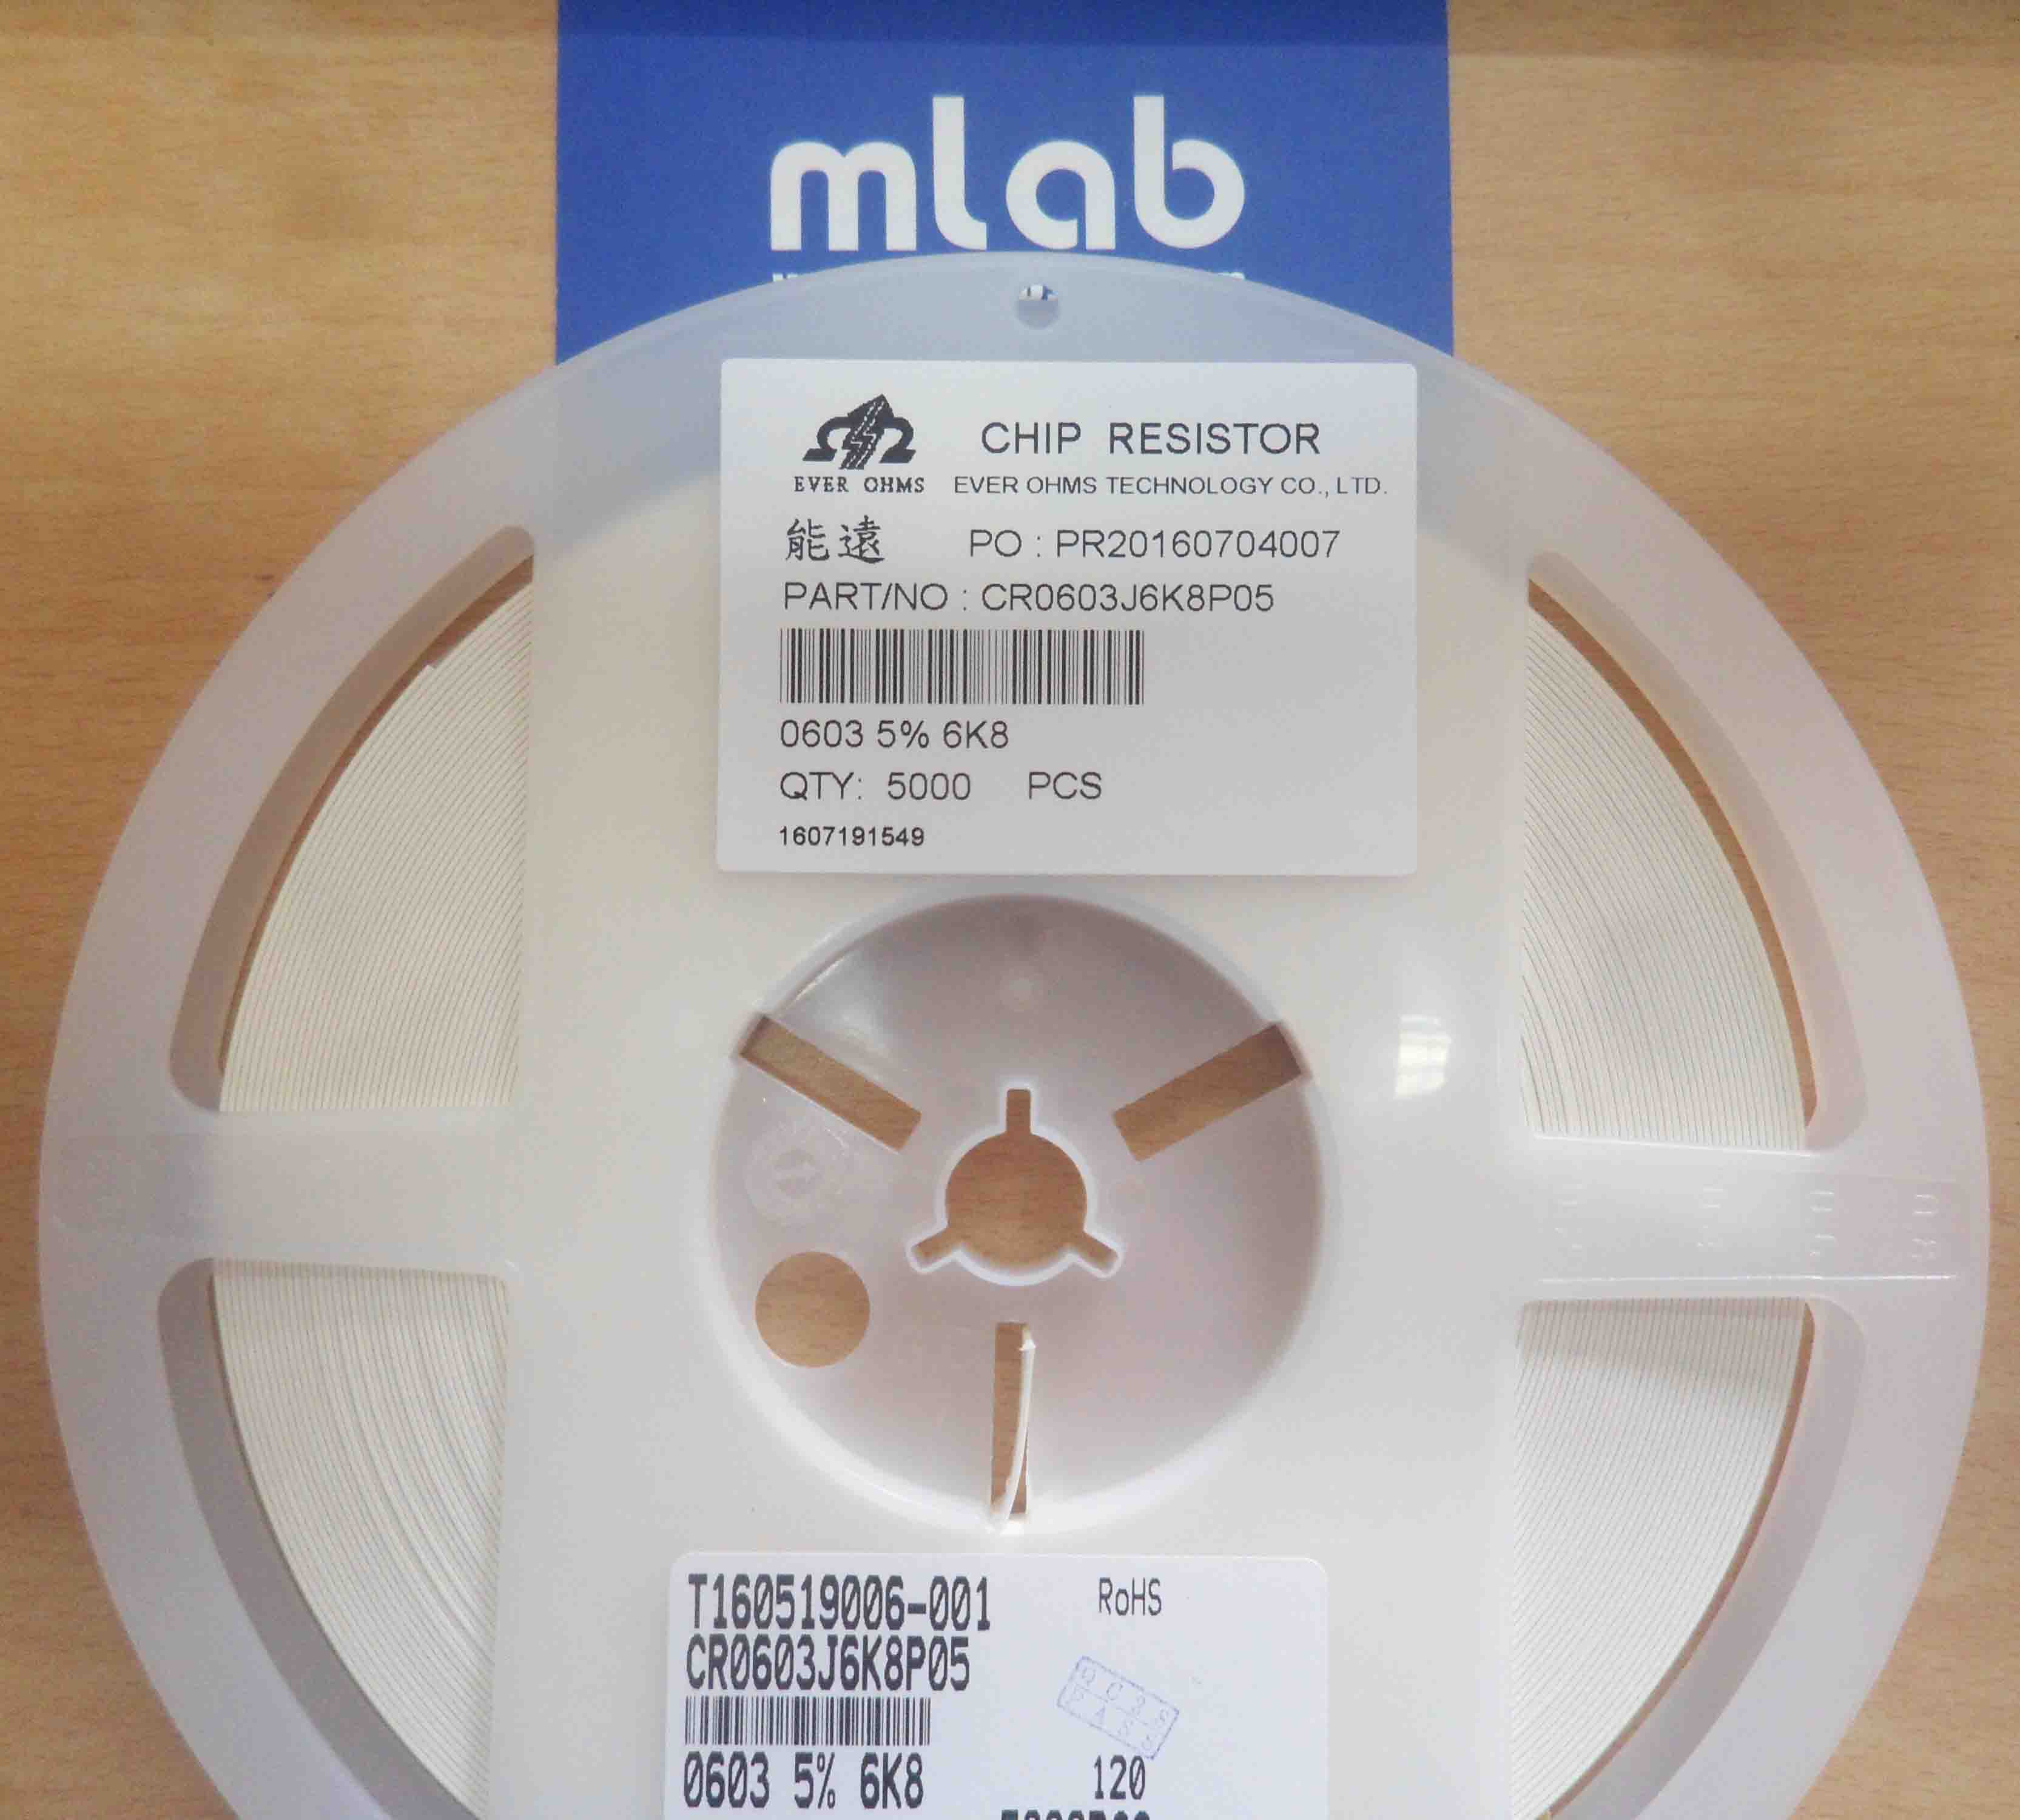 mlab
CHIP RESISTOR
EVER OHMS EVER OHMS TECHNOLOGY CO., LTD.
能遠 PO : PR20160704007
PART/NO : CR0603J6K8P05
0603 5% 6K8
QTY: 5000 PCS
1607191549
T160519006-001 RoHS
CR0603J6K8P05
0603 5% 6K8 120